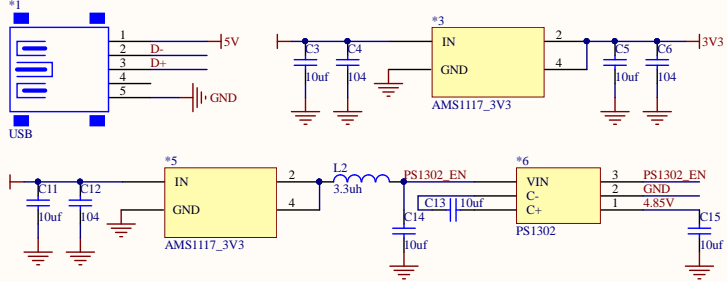 *1
1
5V
2
D-
3
D+
4
5
GND
USB
*3
C3
10uf
C4
104
IN
GND
2
4
AMS1117_3V3
C5
10uf
C6
104
3V3
*5
C11
10uf
C12
104
IN
GND
2
4
AMS1117_3V3
L2
3.3uh
PS1302_EN
C13
10uf
C14
10uf
*6
VIN
C-
C+
3
2
1
PS1302
PS1302_EN
GND
4.85V
C15
10uf